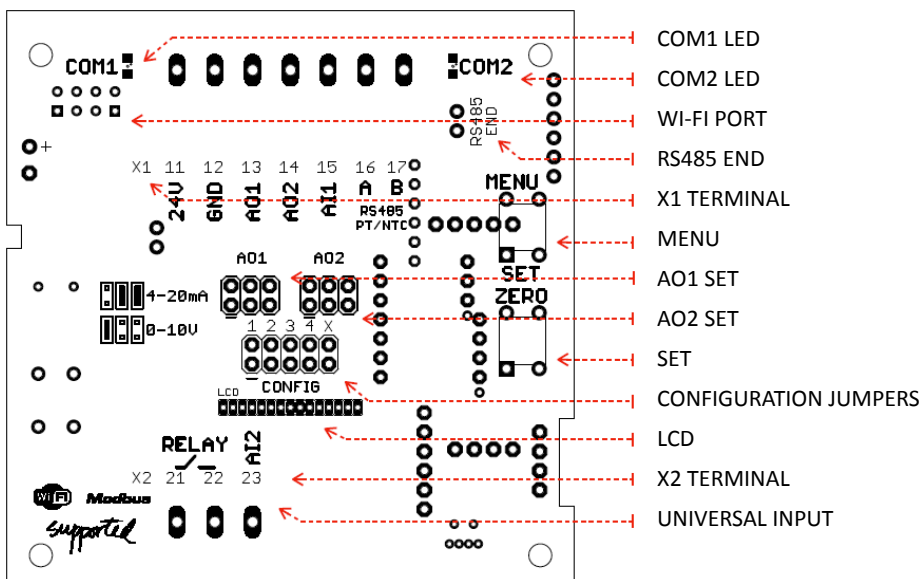 COM1 COM2
RS485
END
+
X1 11 12 13 14 15 16 17
24V GND AO1 AO2 AI1 A B
RS485
PT/NTC
MENU
SET
ZERO
AO1 AO2
4-20mA
0-10V
1 2 3 4 X
CONFIG
LCD
RELAY AI2
X2 21 22 23
WiFi Modbus
supported
COM1 LED
COM2 LED
WI-FI PORT
RS485 END
X1 TERMINAL
MENU
AO1 SET
AO2 SET
SET
CONFIGURATION JUMPERS
LCD
X2 TERMINAL
UNIVERSAL INPUT